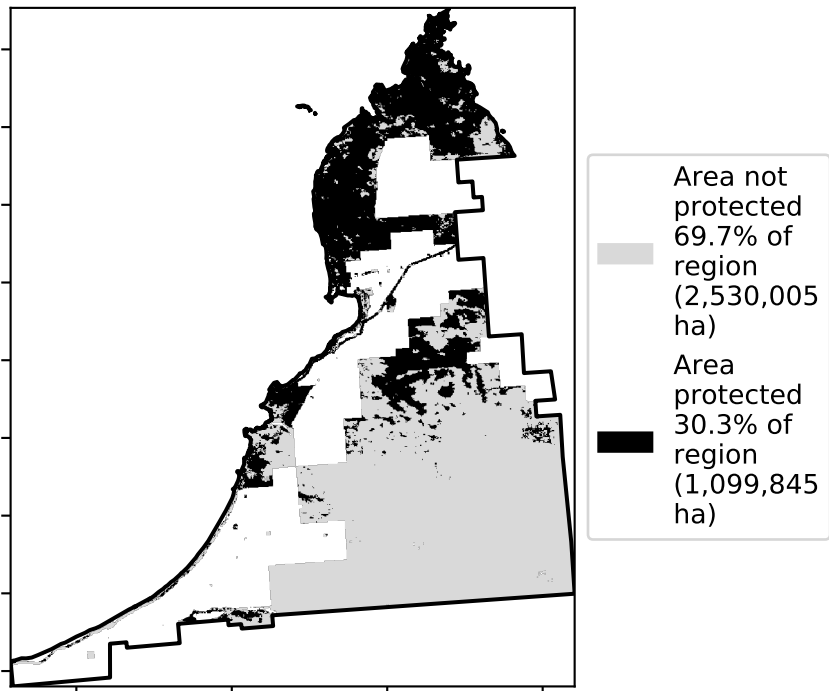 Area not
protected
69.7% of
region
(2,530,005
ha)
Area
protected
30.3% of
region
(1,099,845
ha)